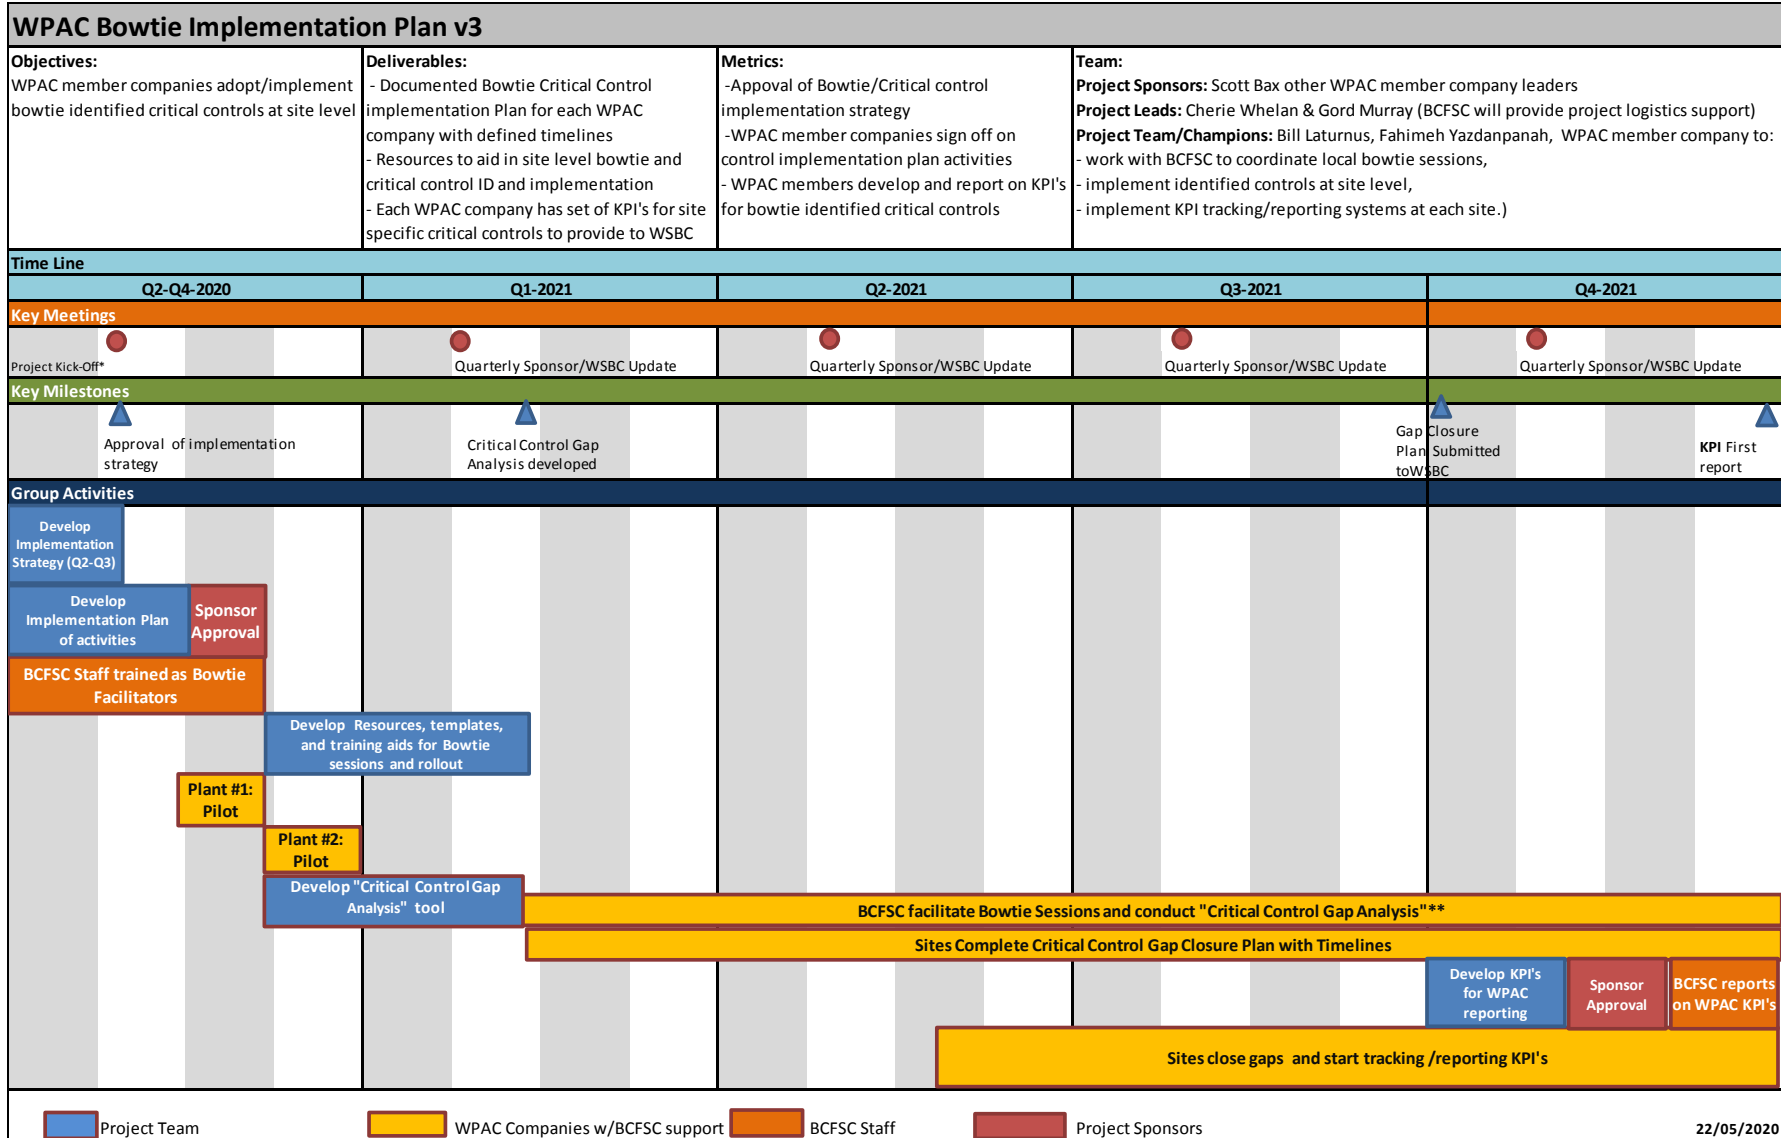 WPAC Bowtie Implementation Plan v3
Objectives:
WPAC member companies adopt/implement
bowtie identified critical controls at site level
Deliverables:
- Documented Bowtie Critical Control
implementation Plan for each WPAC
company with defined timelines
- Resources to aid in site level bowtie and
critical control ID and implementation
- Each WPAC company has set of KPI's for site
specific critical controls to provide to WSBC
Metrics:
-Appoval of Bowtie/Critical control
implementation strategy
-WPAC member companies sign off on
control implementation plan activities
- WPAC members develop and report on KPI's
for bowtie identified critical controls
Team:
Project Sponsors: Scott Bax other WPAC member company leaders
Project Leads: Cherie Whelan & Gord Murray (BCFSC will provide project logistics support)
Project Team/Champions: Bill Laturnus, Fahimeh Yazdanpanah, WPAC member company to:
- work with BCFSC to coordinate local bowtie sessions,
- implement identified controls at site level,
- implement KPI tracking/reporting systems at each site.)
Time Line
Q2-Q4-2020
Q1-2021
Q2-2021
Q3-2021
Q4-2021
Key Meetings
Project Kick-Off*
Quarterly Sponsor/WSBC Update
Quarterly Sponsor/WSBC Update
Quarterly Sponsor/WSBC Update
Quarterly Sponsor/WSBC Update
Key Milestones
Approval of implementation
strategy
Critical Control Gap
Analysis developed
Gap Closure
Plan Submitted
toWSBC
KPI First
report
Group Activities
Develop
Implementation
Strategy (Q2-Q3)
Develop
Implementation Plan
of activities
Sponsor
Approval
BCFSC Staff trained as Bowtie
Facilitators
Develop Resources, templates,
and training aids for Bowtie
sessions and rollout
Plant #1:
Pilot
Plant #2:
Pilot
Develop "Critical Control Gap
Analysis" tool
BCFSC facilitate Bowtie Sessions and conduct "Critical Control Gap Analysis"**
Sites Complete Critical Control Gap Closure Plan with Timelines
Develop KPI's
for WPAC
reporting
Sponsor
Approval
BCFSC reports
on WPAC KPI's
Sites close gaps and start tracking /reporting KPI's
Project Team
WPAC Companies w/BCFSC support
BCFSC Staff
Project Sponsors
22/05/2020